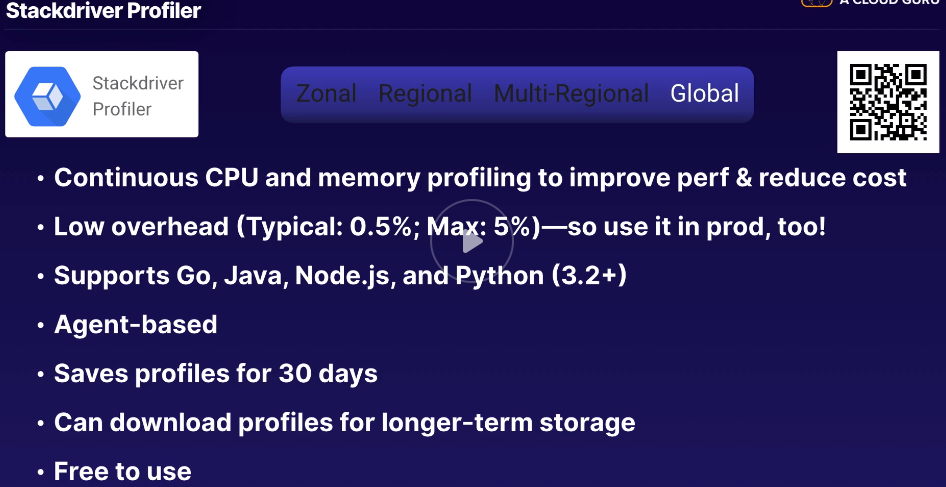 Stackdriver Profiler
A CLOUD GURU
Stackdriver
Profiler
Zonal Regional Multi-Regional Global
• Continuous CPU and memory profiling to improve perf & reduce cost
• Low overhead (Typical: 0.5%; Max: 5%)—so use it in prod, too!
• Supports Go, Java, Node.js, and Python (3.2+)
• Agent-based
• Saves profiles for 30 days
• Can download profiles for longer-term storage
• Free to use